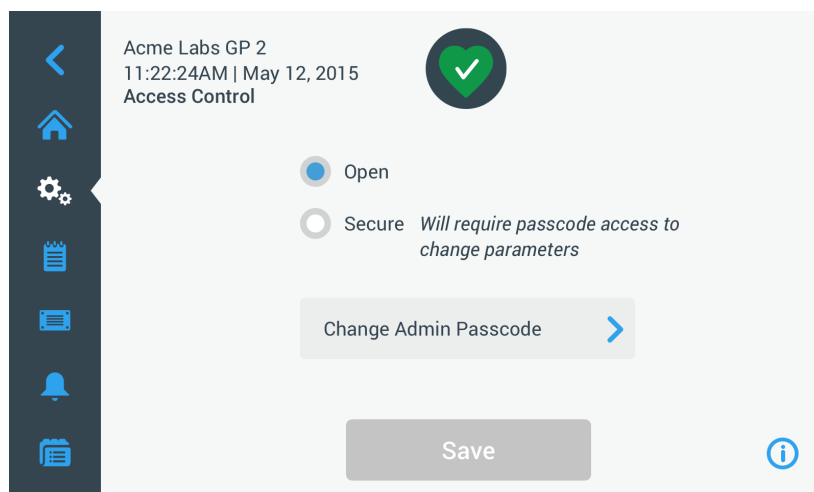 Acme Labs GP 2
11:22:24AM | May 12, 2015
Access Control
Open
Secure Will require passcode access to
change parameters
Change Admin Passcode
Save